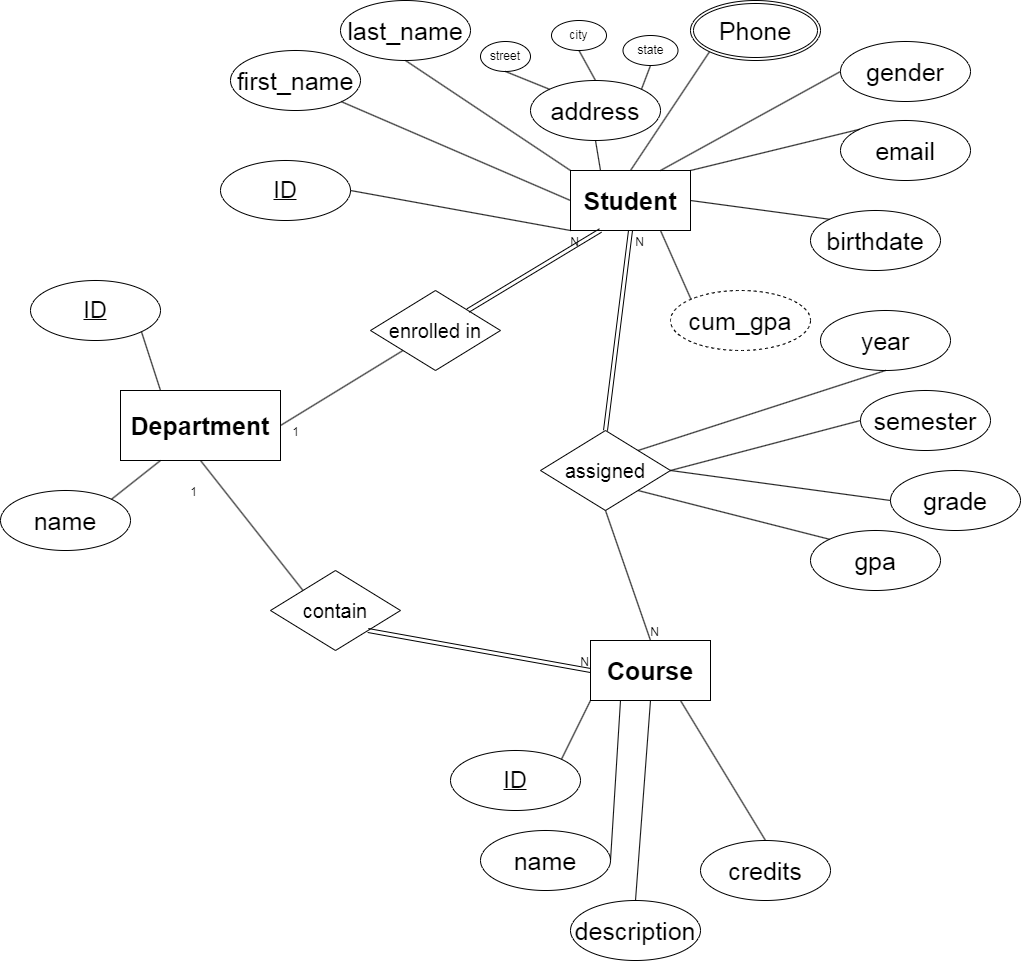 last_name
Phone
city
street
state
gender
first_name
address
email
ID
Student
birthdate
N
N
ID
cum_gpa
enrolled in
year
Department
semester
1
assigned
1
grade
name
gpa
contain
N
N
Course
ID
name
credits
description